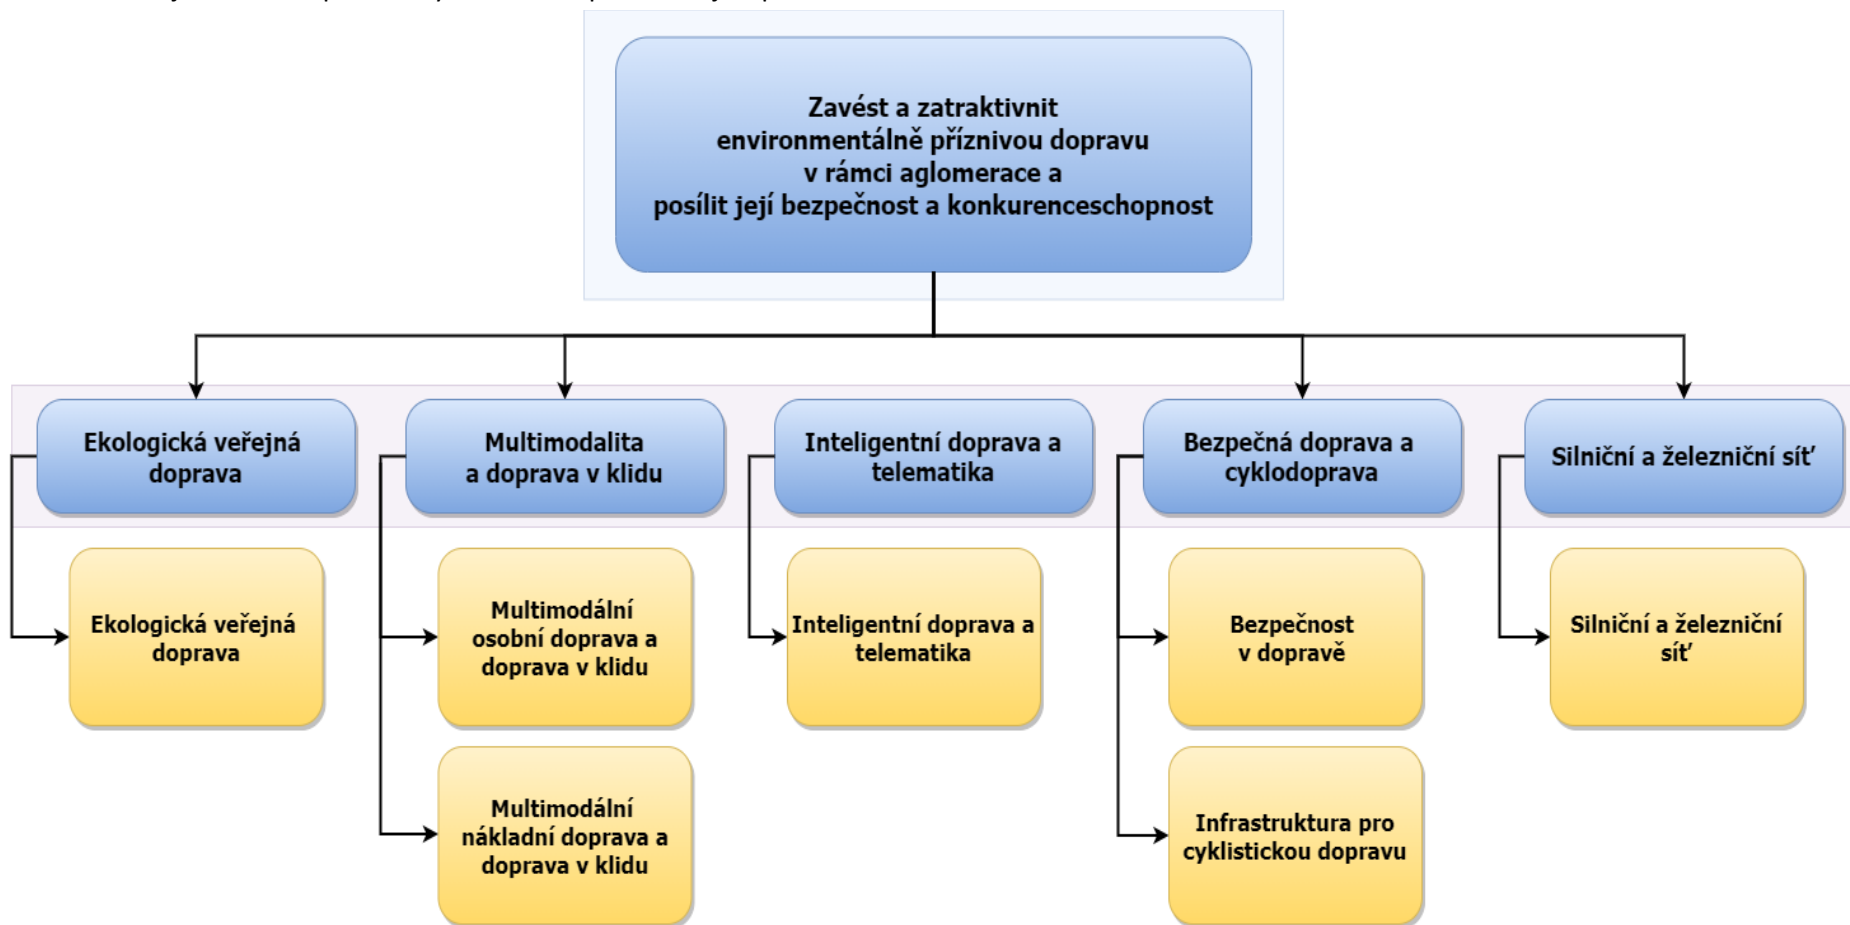 Zavést a zatraktivnit
environmentálně příznivou dopravu
v rámci aglomerace a
posílit její bezpečnost a konkurenceschopnost
Ekologická veřejná
doprava
Multimodalita
a doprava v klidu
Inteligentní doprava a
telematika
Bezpečná doprava a
cyklodoprava
Silniční a železniční síť
Ekologická veřejná
doprava
Multimodální
osobní doprava a
doprava v klidu
Inteligentní doprava a
telematika
Bezpečnost
v dopravě
Silniční a železniční
síť
Multimodální
nákladní doprava a
doprava v klidu
Infrastruktura pro
cyklistickou dopravu